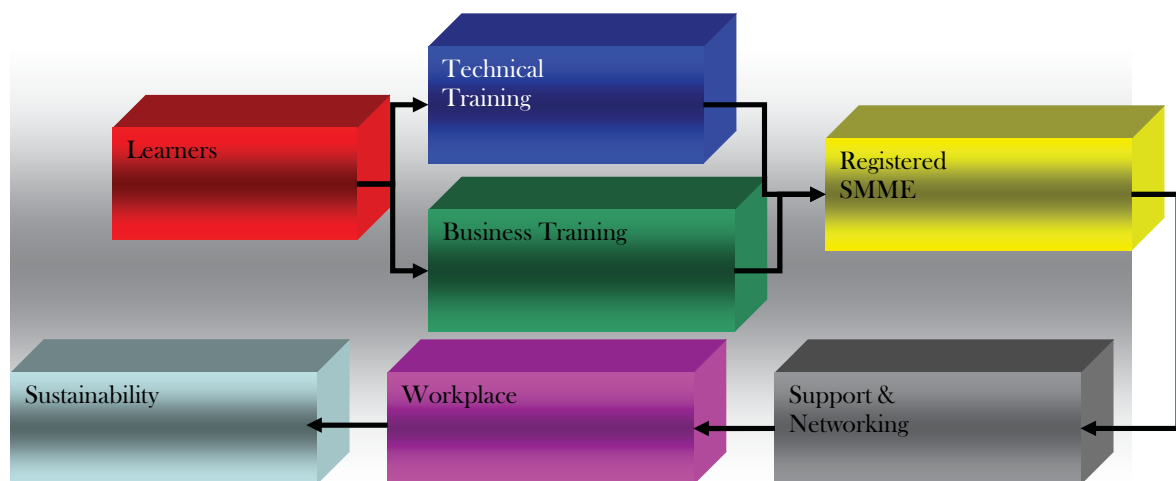 Learners
Technical
Training
Business Training
Registered
SMME
Support &
Networking
Workplace
Sustainability